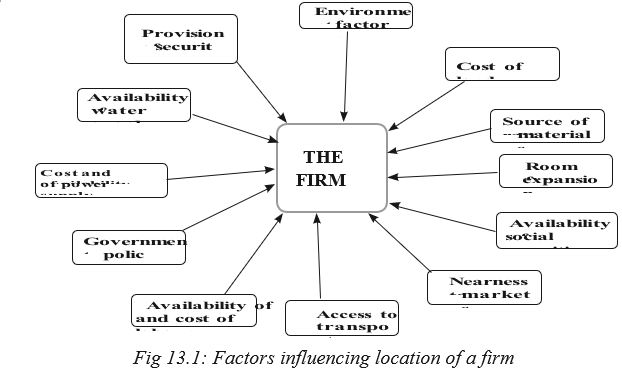 Environme
factor
Provision
securit
Cost of
Availability
water
Source of
material
THE
FIRM
Room
expansio
Cost and
of power
Availability
social
Governmen
polic
Nearness
market
Availability of
and cost of
Access to
transpo
Fig 13.1: Factors influencing location of a firm